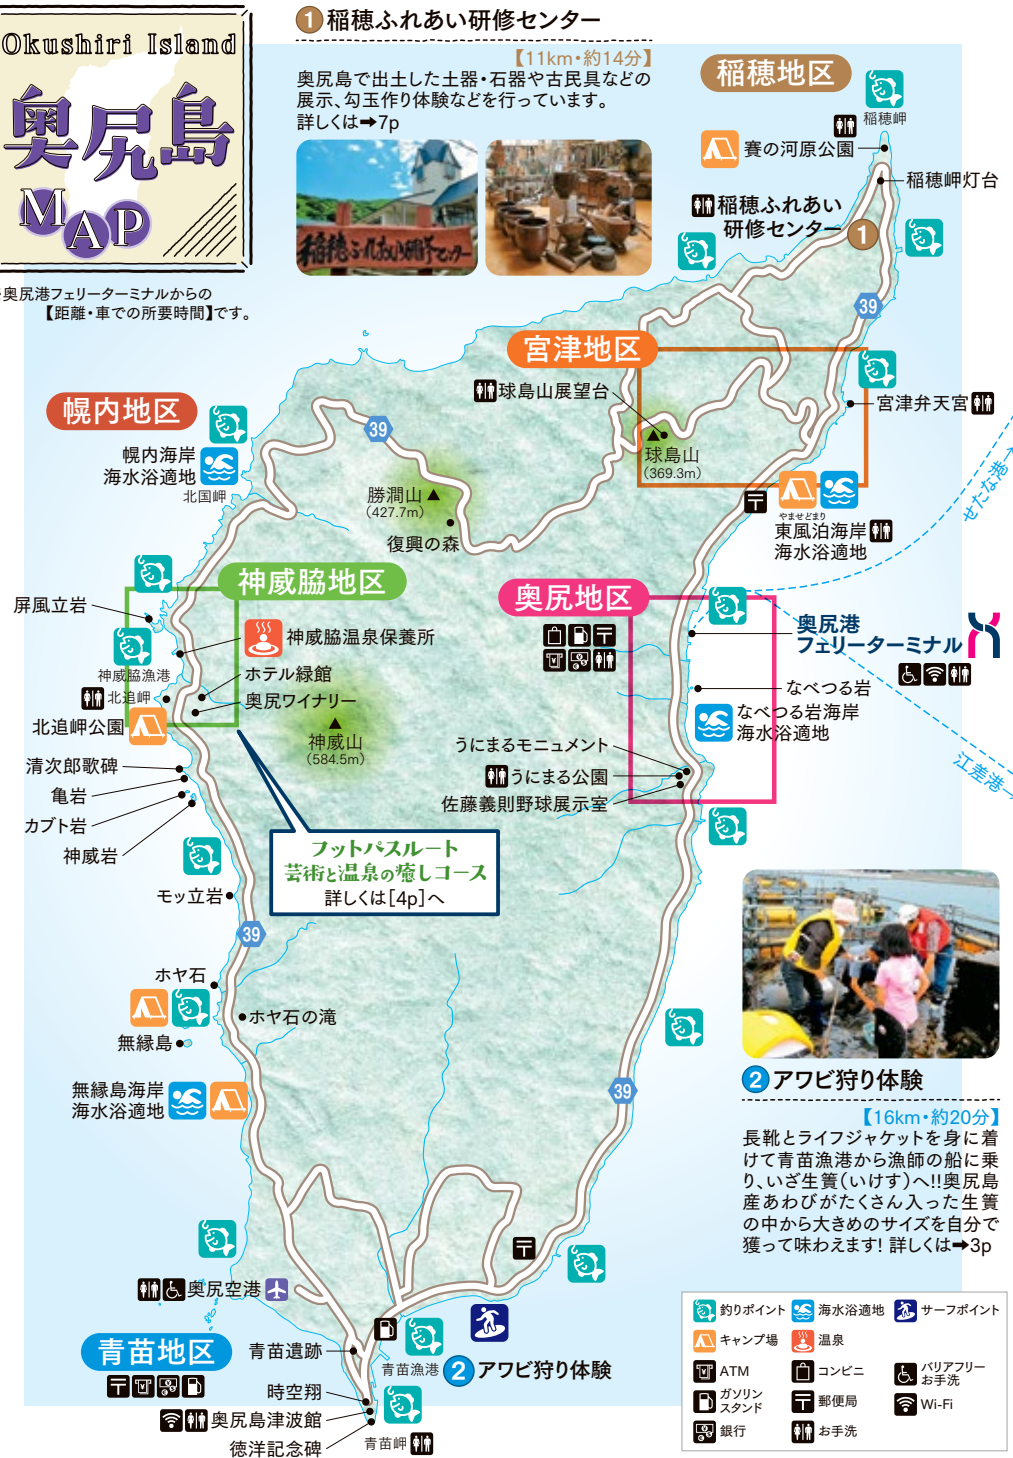 Okushiri Island
奥尻島
MAP
奥尻港フェリーターミナルからの
【距離・車での所要時間】です。
1 稲穂ふれあい研修センター
【11km・約14分】
奥尻島で出土した土器・石器や古民具などの
展示、勾玉作り体験などを行っています。
詳しくは➡7p
稲穂ふれあい研修センター
稲穂地区
稲穂岬
賽の河原公園
稲穂岬灯台
稲穂ふれあい
研修センター
1
39
宮津地区
球島山展望台
宮津弁天宮
球島山
(369.3m)
せたな港→
幌内地区
39
幌内海岸
海水浴適地
北国岬
勝澗山
(427.7m)
復興の森
やませどまり
東風泊海岸
海水浴適地
神威脇地区
奥尻地区
屏風立岩
神威脇温泉保養所
奥尻港
フェリーターミナル
神威脇漁港
ホテル緑館
北追岬
奥尻ワイナリー
なべつる岩
北追岬公園
なべつる岩海岸
海水浴適地
神威山
(584.5m)
うにまるモニュメント
うにまる公園
佐藤義則野球展示室
江差港→
清次郎歌碑
亀岩
カブト岩
神威岩
フットパスルート
芸術と温泉の癒しコース
詳しくは[4p]へ
モッ立岩
39
ホヤ石
ホヤ石の滝
無縁島
無縁島海岸
海水浴適地
39
2 アワビ狩り体験
【16km・約20分】
長靴とライフジャケットを身に着
けて青苗漁港から漁師の船に乗
り、いざ生簀(いけす)へ!!奥尻島
産あわびがたくさん入った生簀
の中から大きめのサイズを自分で
獲って味わえます! 詳しくは➡3p
奥尻空港
青苗地区
青苗遺跡
青苗漁港
2 アワビ狩り体験
時空翔
奥尻島津波館
徳洋記念碑
青苗岬
釣りポイント
海水浴適地
サーフポイント
キャンプ場
温泉
ATM
コンビニ
バリアフリー
お手洗
ガソリン
スタンド
郵便局
Wi-Fi
銀行
お手洗